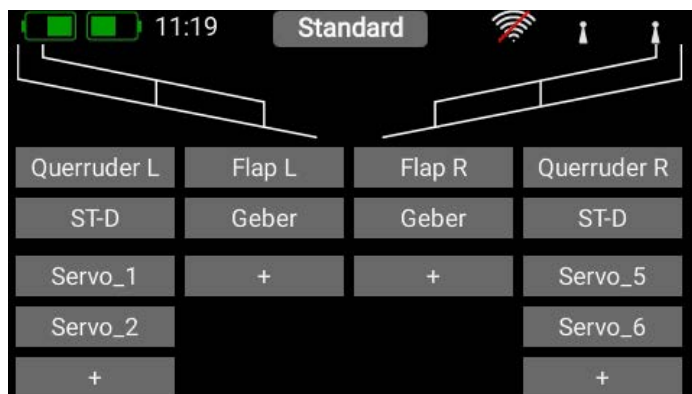 11:19 Standard
Querruder L Flap L Flap R Querruder R
ST-D Geber Geber ST-D
Servo_1 + + Servo_5
Servo_2 Servo_6
+ +